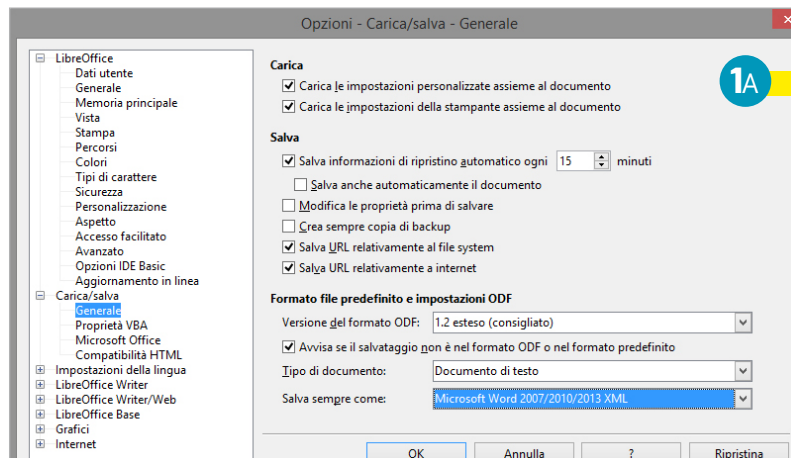 Opzioni - Carica/salva - Generale
LibreOffice
Dati utente
Generale
Memoria principale
Vista
Stampa
Percorsi
Colori
Tipi di carattere
Sicurezza
Personalizzazione
Aspetto
Accesso facilitato
Avanzato
Opzioni IDE Basic
Aggiornamento in linea
Carica/salva
Generale
Proprietà VBA
Microsoft Office
Compatibilità HTML
Impostazioni della lingua
LibreOffice Writer
LibreOffice Writer/Web
LibreOffice Base
Grafici
Internet
Carica
Carica le impostazioni personalizzate assieme al documento
Carica le impostazioni della stampante assieme al documento
1A
Salva
Salva informazioni di ripristino automatico ogni 15 minuti
Salva anche automaticamente il documento
Modifica le proprietà prima di salvare
Crea sempre copia di backup
Salva URL relativamente al file system
Salva URL relativamente a internet
Formato file predefinito e impostazioni ODF
Versione del formato ODF: 1.2 esteso (consigliato)
Avvisa se il salvataggio non è nel formato ODF o nel formato predefinito
Tipo di documento: Documento di testo
Salva sempre come: Microsoft Word 2007/2010/2013 XML
OK Annulla ? Ripristina